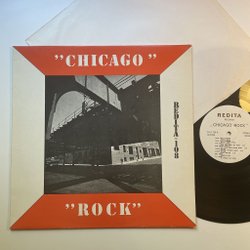 "CHICAGO"
REDITA-108
"ROCK"
REDITA
"CHICAGO ROCK"